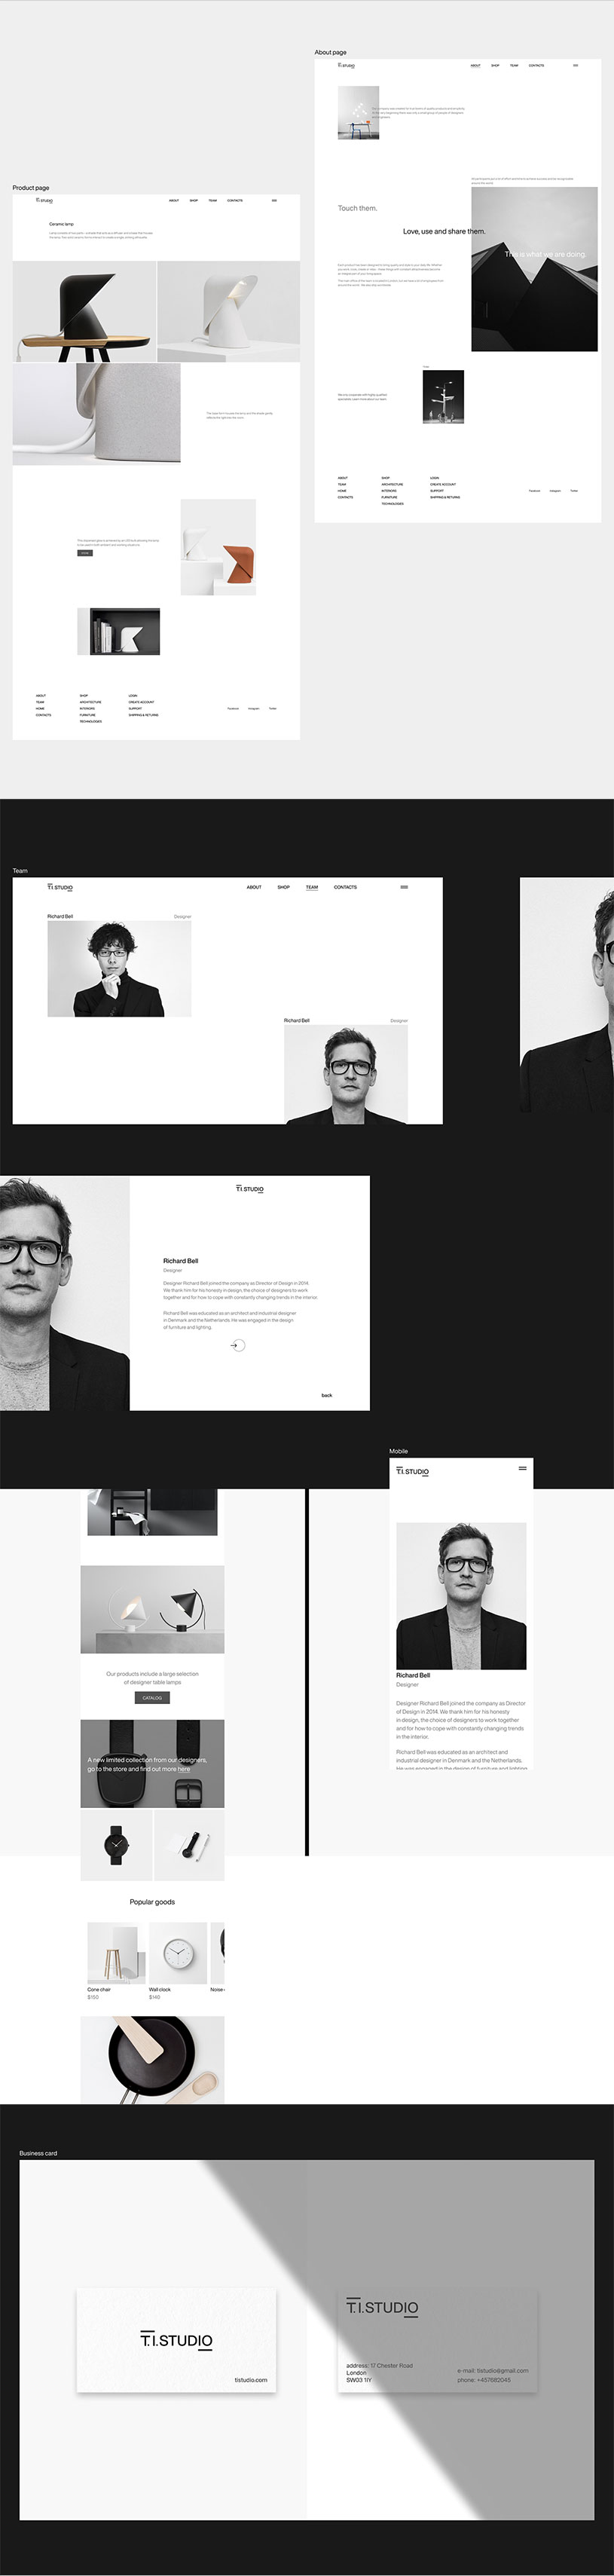 About page
T.I.STUDIO
ABOUT
SHOP
TEAM
CONTACTS
Touch them.
Love, use and share them.
This is what we are doing.
ABOUT
TEAM
HOME
CONTACTS
SHOP
ARCHITECTURE
INTERIORS
FURNITURE
TECHNOLOGIES
LOGIN
CREATE ACCOUNT
SUPPORT
SHIPPING & RETURNS
Facebook
Instagram
Twitter
Product page
T.I.STUDIO
ABOUT
SHOP
TEAM
CONTACTS
Ceramic lamp
ABOUT
TEAM
HOME
CONTACTS
SHOP
ARCHITECTURE
INTERIORS
FURNITURE
TECHNOLOGIES
LOGIN
CREATE ACCOUNT
SUPPORT
SHIPPING & RETURNS
Facebook
Instagram
Twitter
Team
T.I.STUDIO
ABOUT
SHOP
TEAM
CONTACTS
Richard Bell
Designer
Richard Bell
Designer
T.I.STUDIO
Richard Bell
Designer
Designer Richard Bell joined the company as Director of Design in 2014.
We thank him for his honesty in design, the choice of designers to work
together and for how to cope with constantly changing trends in the interior.
Richard Bell was educated as an architect and industrial designer
in Denmark and the Netherlands. He was engaged in the design
of furniture and lighting.
back
Mobile
T.I.STUDIO
Richard Bell
Designer
Designer Richard Bell joined the company as Director
of Design in 2014. We thank him for his honesty
in design, the choice of designers to work together
and for how to cope with constantly changing trends
in the interior.
Richard Bell was educated as an architect and
industrial designer in Denmark and the Netherlands.
He was engaged in the design of furniture and lighting
Our products include a large selection
of designer table lamps
CATALOG
A new limited collection from our designers,
go to the store and find out more here
Popular goods
Cone chair
$150
Wall clock
$140
Noise
Business card
T.I.STUDIO
tistudio.com
T.I.STUDIO
address: 17 Chester Road
London
SW03 1IY
e-mail: tistudio@gmail.com
phone: +457682045